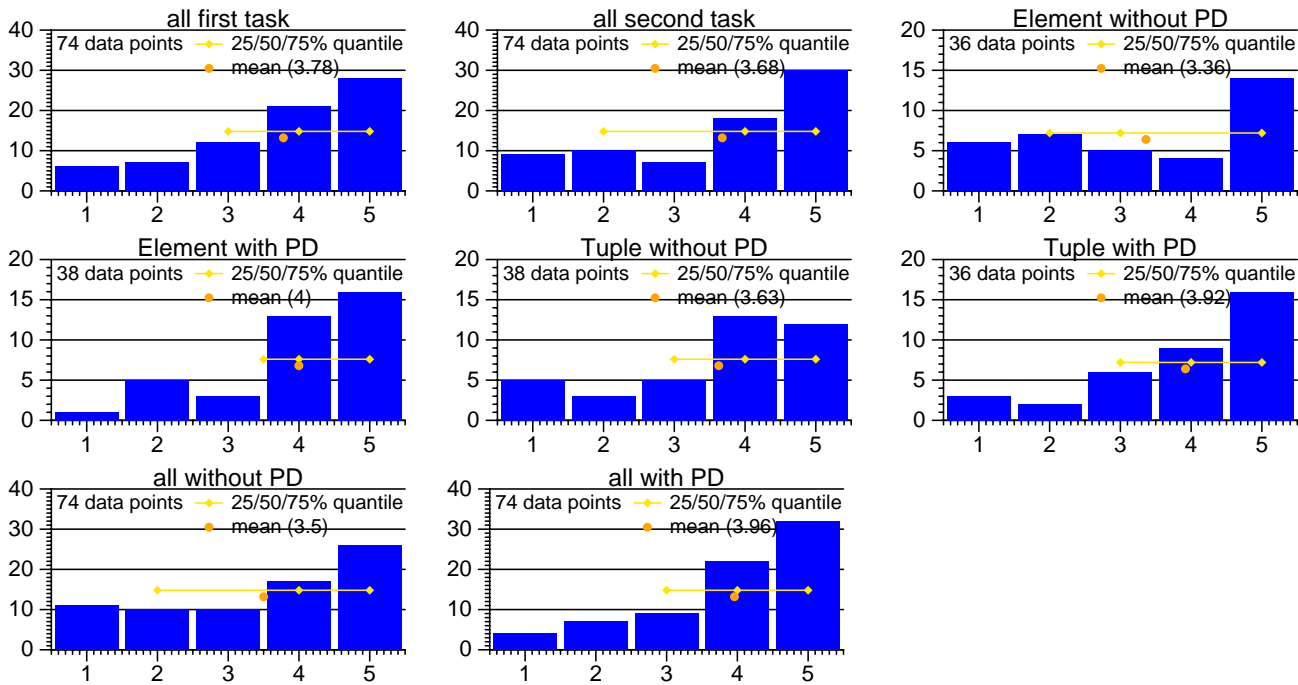 all first task
74 data points 25/50/75% quantile
mean (3.78)
40
30
20
10
0
1 2 3 4 5
all second task
74 data points 25/50/75% quantile
mean (3.68)
40
30
20
10
0
1 2 3 4 5
Element without PD
36 data points 25/50/75% quantile
mean (3.36)
20
15
10
5
0
1 2 3 4 5
Element with PD
38 data points 25/50/75% quantile
mean (4)
20
15
10
5
0
1 2 3 4 5
Tuple without PD
38 data points 25/50/75% quantile
mean (3.63)
20
15
10
5
0
1 2 3 4 5
Tuple with PD
36 data points 25/50/75% quantile
mean (3.92)
20
15
10
5
0
1 2 3 4 5
all without PD
74 data points 25/50/75% quantile
mean (3.5)
40
30
20
10
0
1 2 3 4 5
all with PD
74 data points 25/50/75% quantile
mean (3.96)
40
30
20
10
0
1 2 3 4 5